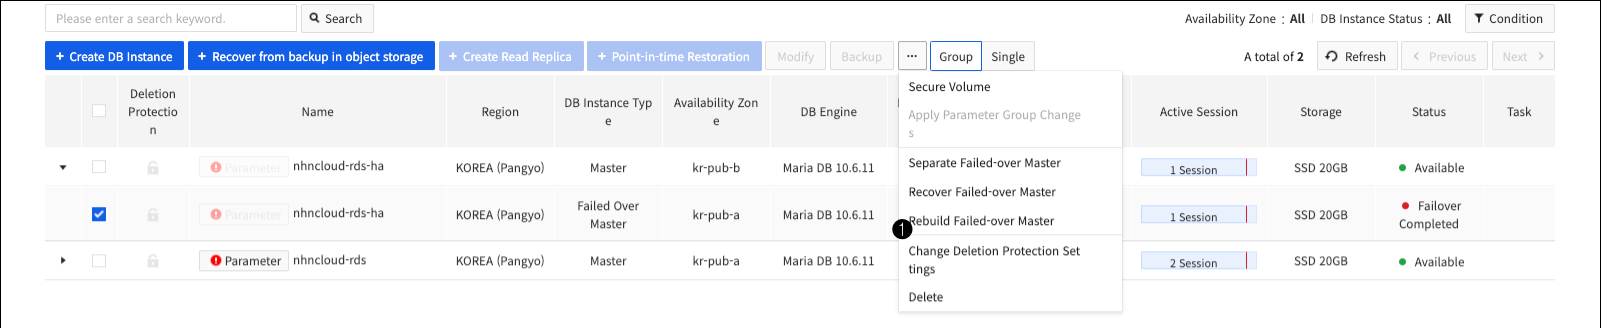 Please enter a search keyword.
Search
Availability Zone : All
DB Instance Status : All
Condition
+ Create DB Instance
+ Recover from backup in object storage
+ Create Read Replica
+ Point-in-time Restoration
Modify
Backup
...
Group
Single
A total of 2
Refresh
< Previous
Next >
Deletion
Protectio
n
Name
Region
DB Instance Typ
e
Availability Zon
e
DB Engine
Active Session
Storage
Status
Task
Parameter
nhncloud-rds-ha
KOREA (Pangyo)
Master
kr-pub-b
Maria DB 10.6.11
1 Session
SSD 20GB
Available
Parameter
nhncloud-rds-ha
KOREA (Pangyo)
Failed Over
Master
kr-pub-a
Maria DB 10.6.11
1 Session
SSD 20GB
Failover
Completed
Parameter
nhncloud-rds
KOREA (Pangyo)
Master
kr-pub-a
Maria DB 10.6.11
2 Session
SSD 20GB
Available
Secure Volume
Apply Parameter Group Change
s
Separate Failed-over Master
Recover Failed-over Master
1
Rebuild Failed-over Master
Change Deletion Protection Set
tings
Delete